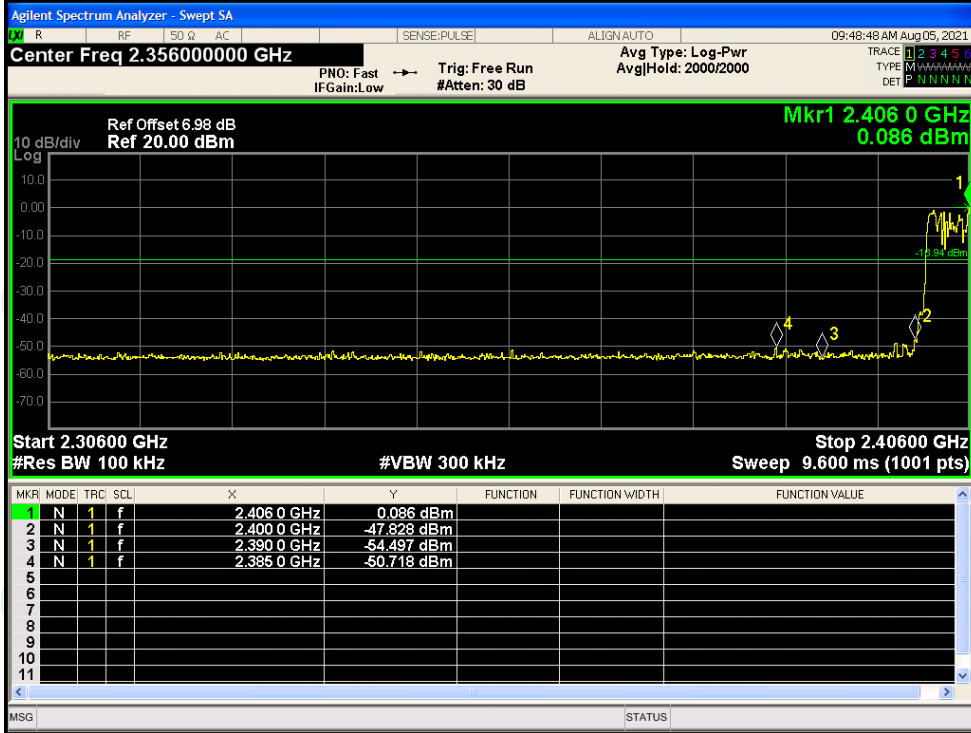 Agilent Spectrum Analyzer - Swept SA
LXI R RF 50 Ω AC SENSE:PULSE ALIGN AUTO 09:48:48 AM Aug 05, 2021
Center Freq 2.356000000 GHz
PNO: Fast
IFGain:Low
Trig: Free Run
#Atten: 30 dB
Avg Type: Log-Pwr
Avg|Hold: 2000/2000
TRACE 1 2 3 4 5 6
TYPE M W W W W W
DET P N N N N N
Mkr1 2.406 0 GHz
0.086 dBm
Ref Offset 6.98 dB
10 dB/div Ref 20.00 dBm
Log
10.0
0.00
-10.0
-20.0
-30.0
-40.0
-50.0
-60.0
-70.0
1
2
3
4
Start 2.30600 GHz Stop 2.40600 GHz
#Res BW 100 kHz #VBW 300 kHz Sweep 9.600 ms (1001 pts)
MKR MODE TRC SCL X Y FUNCTION FUNCTION WIDTH FUNCTION VALUE
1 N 1 f 2.406 0 GHz 0.086 dBm
2 N 1 f 2.400 0 GHz -47.828 dBm
3 N 1 f 2.390 0 GHz -54.497 dBm
4 N 1 f 2.385 0 GHz -50.718 dBm
5
6
7
8
9
10
11
MSG STATUS